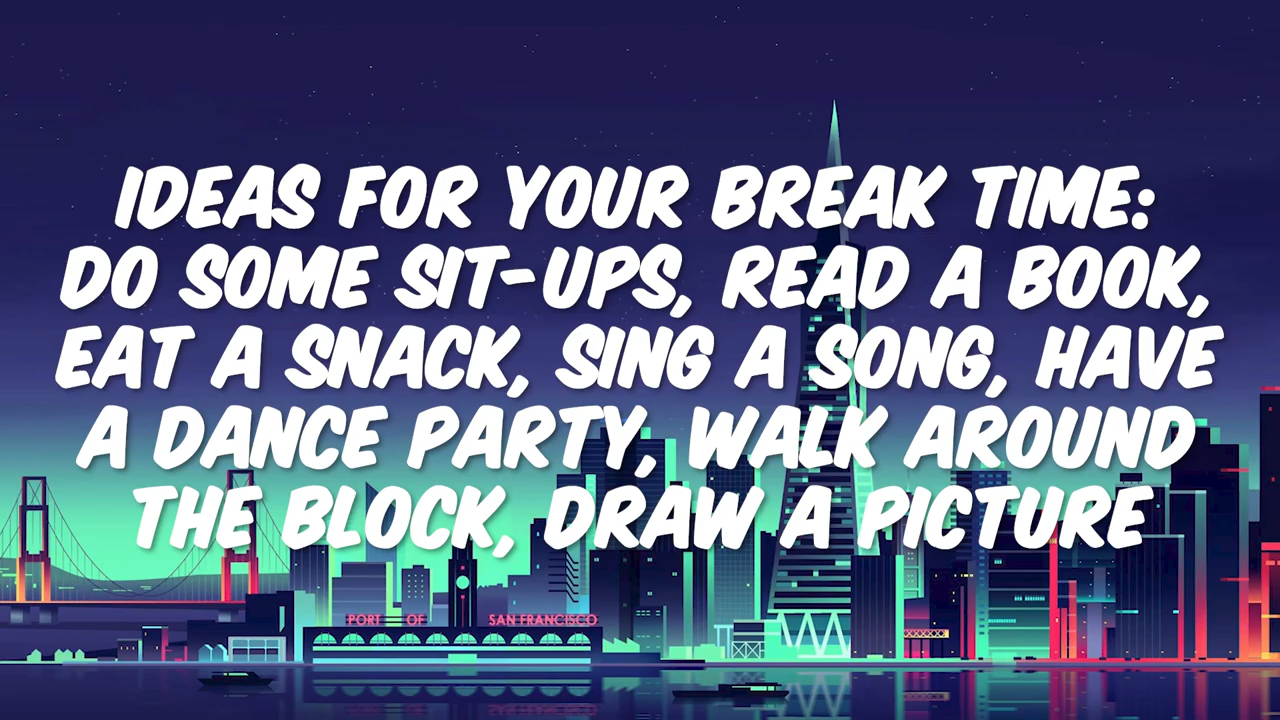 IDEAS FOR YOUR BREAK TIME:
DO SOME SIT-UPS, READ A BOOK,
EAT A SNACK, SING A SONG, HAVE
A DANCE PARTY, WALK AROUND
THE BLOCK, DRAW A PICTURE
PORT OF SAN FRANCISCO